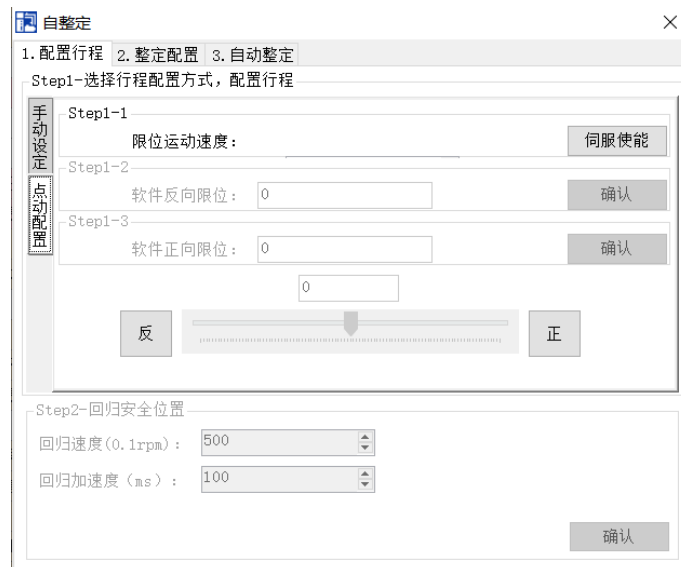 自整定
1.配置行程 2.整定配置 3.自动整定
Step1-选择行程配置方式，配置行程
手动设定
点动配置
Step1-1
限位运动速度： 伺服使能
Step1-2
软件反向限位： 0 确认
Step1-3
软件正向限位： 0 确认
0
反 正
Step2-回归安全位置
回归速度(0.1rpm)： 500
回归加速度（ms）： 100
确认